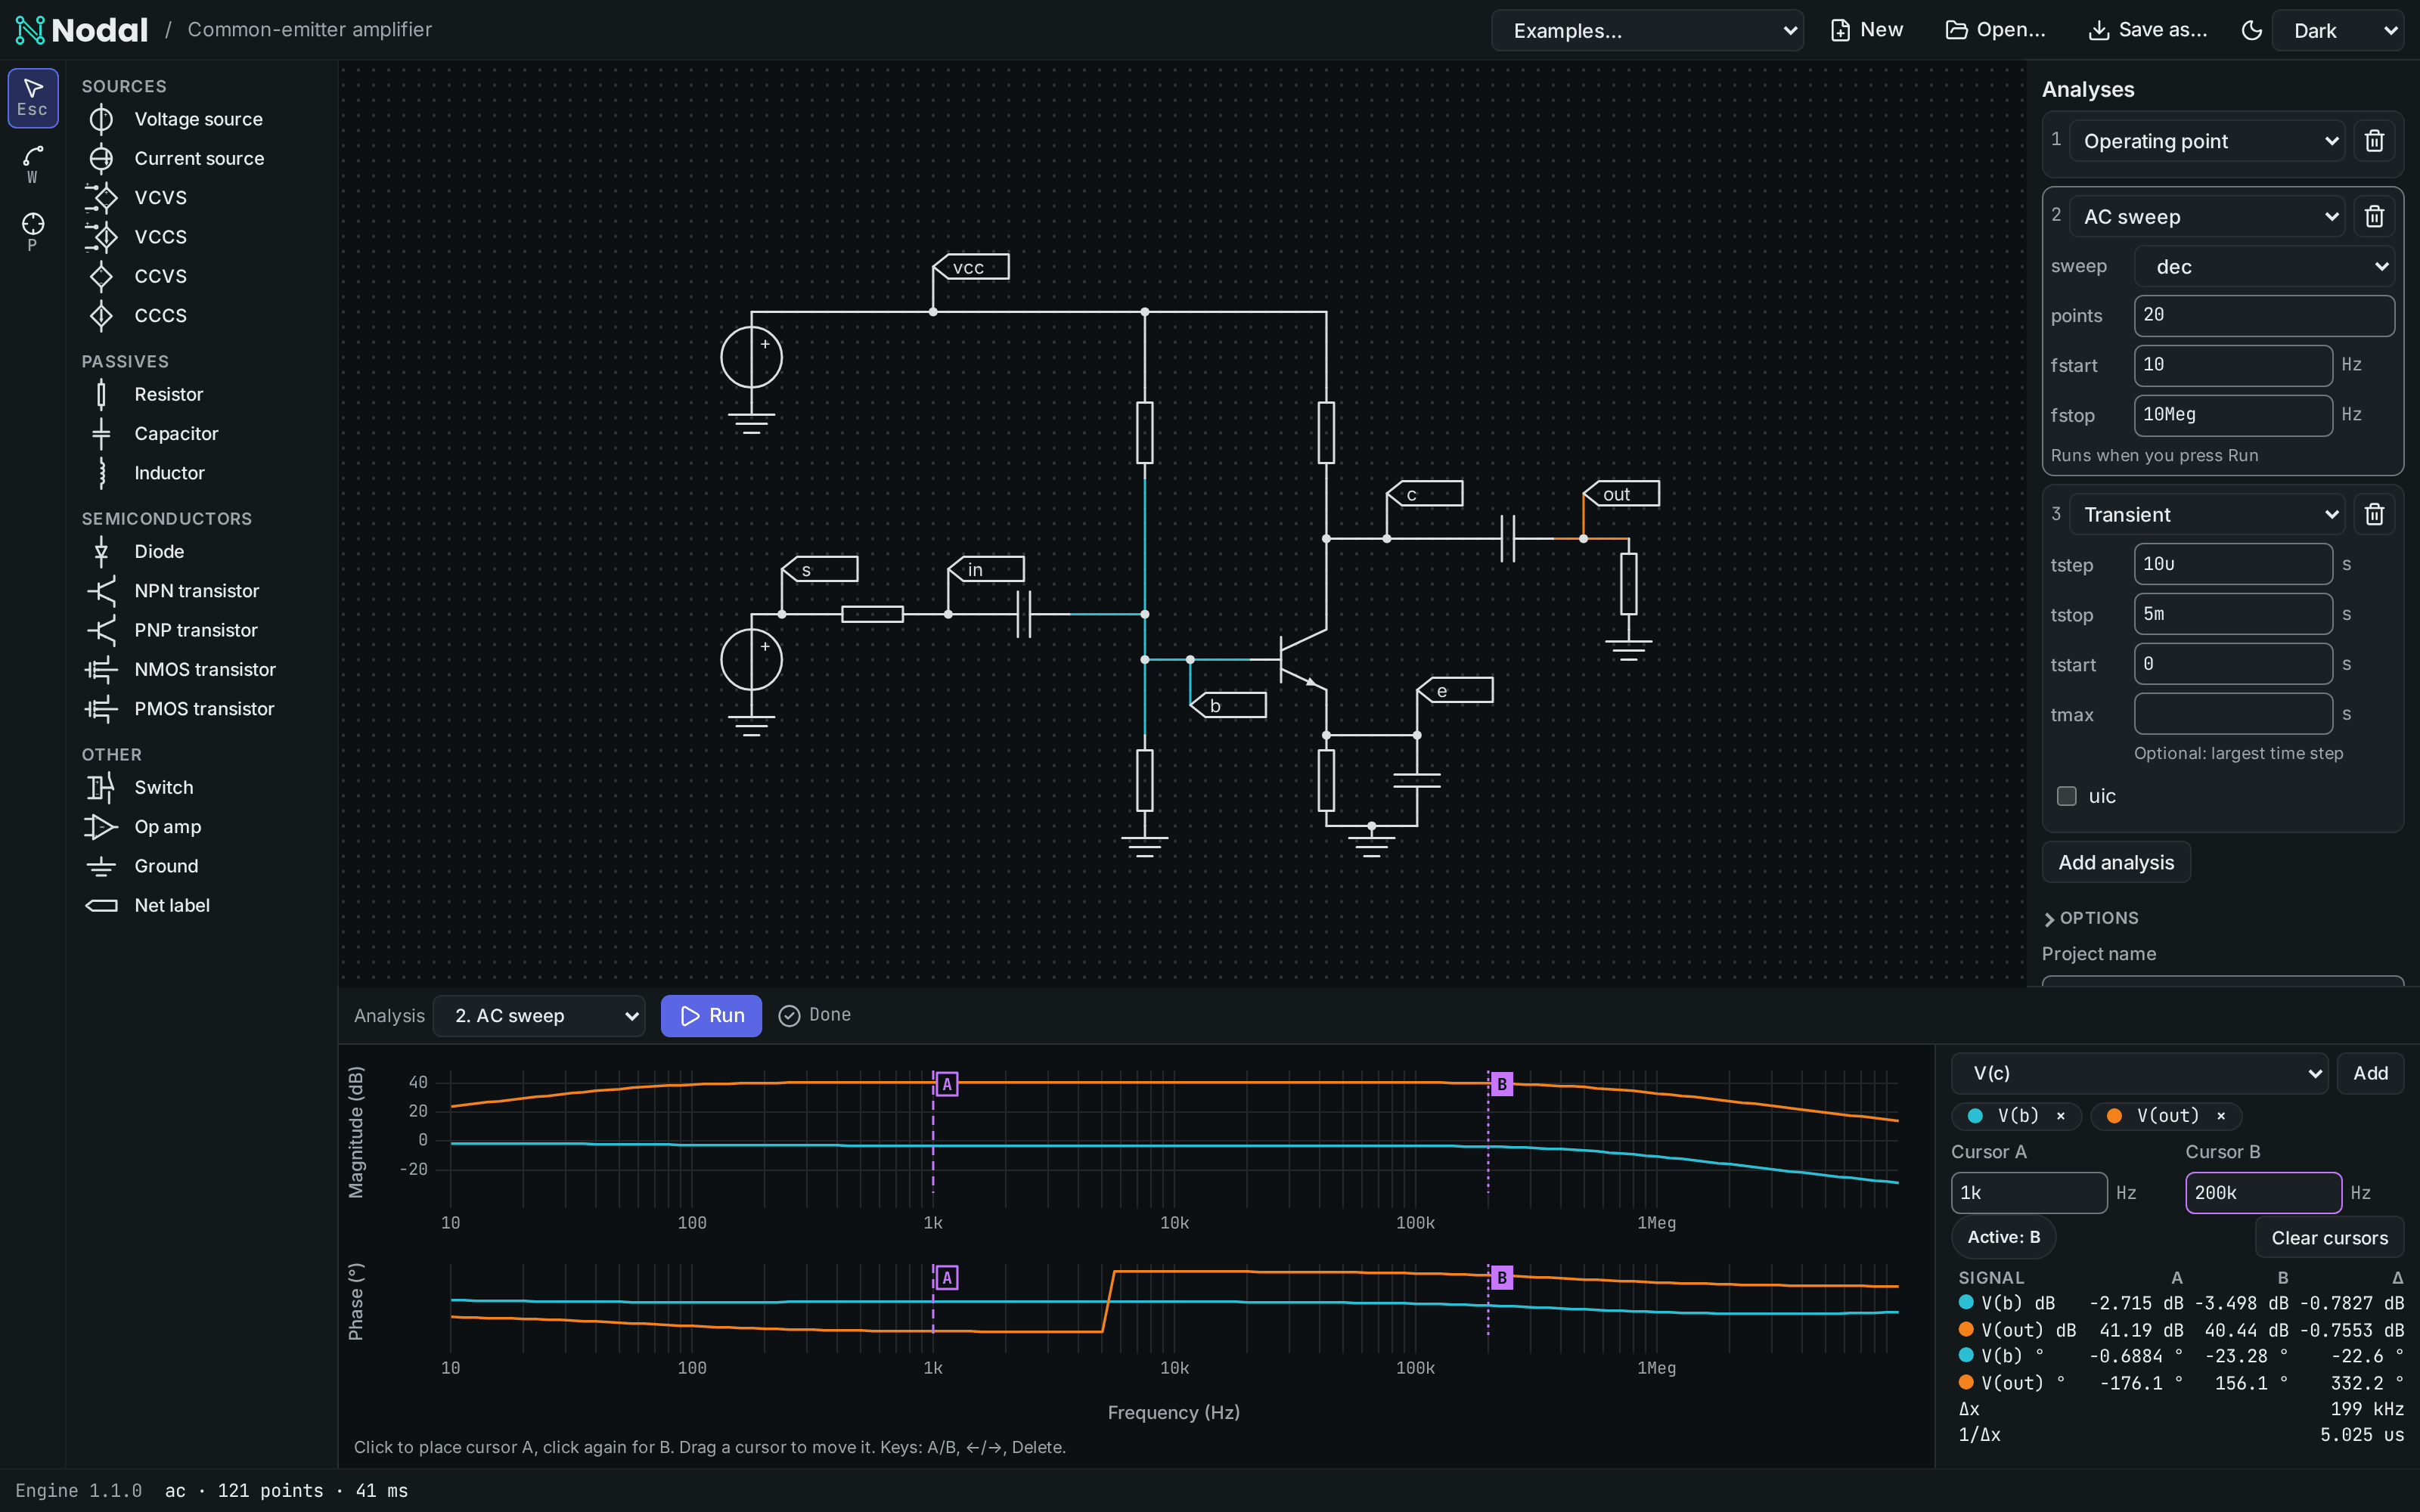 Nodal / Common-emitter amplifier
Examples... New Open... Save as... Dark
Esc
W
P
SOURCES
Voltage source
Current source
VCVS
VCCS
CCVS
CCCS
PASSIVES
Resistor
Capacitor
Inductor
SEMICONDUCTORS
Diode
NPN transistor
PNP transistor
NMOS transistor
PMOS transistor
OTHER
Switch
Op amp
Ground
Net label
vcc
+
c
out
s
in
+
e
b
Analyses
1 Operating point
2 AC sweep
sweep dec
points 20
fstart 10 Hz
fstop 10Meg Hz
Runs when you press Run
3 Transient
tstep 10u s
tstop 5m s
tstart 0 s
tmax s
Optional: largest time step
uic
Add analysis
OPTIONS
Project name
Analysis 2. AC sweep Run Done
Magnitude (dB)
40
20
0
-20
A B
10 100 1k 10k 100k 1Meg
Phase (°)
A B
10 100 1k 10k 100k 1Meg
Frequency (Hz)
Click to place cursor A, click again for B. Drag a cursor to move it. Keys: A/B, ←/→, Delete.
V(c) Add
V(b) × V(out) ×
Cursor A Cursor B
1k Hz 200k Hz
Active: B Clear cursors
SIGNAL A B Δ
V(b) dB -2.715 dB -3.498 dB -0.7827 dB
V(out) dB 41.19 dB 40.44 dB -0.7553 dB
V(b) ° -0.6884 ° -23.28 ° -22.6 °
V(out) ° -176.1 ° 156.1 ° 332.2 °
Δx 199 kHz
1/Δx 5.025 us
Engine 1.1.0 ac · 121 points · 41 ms